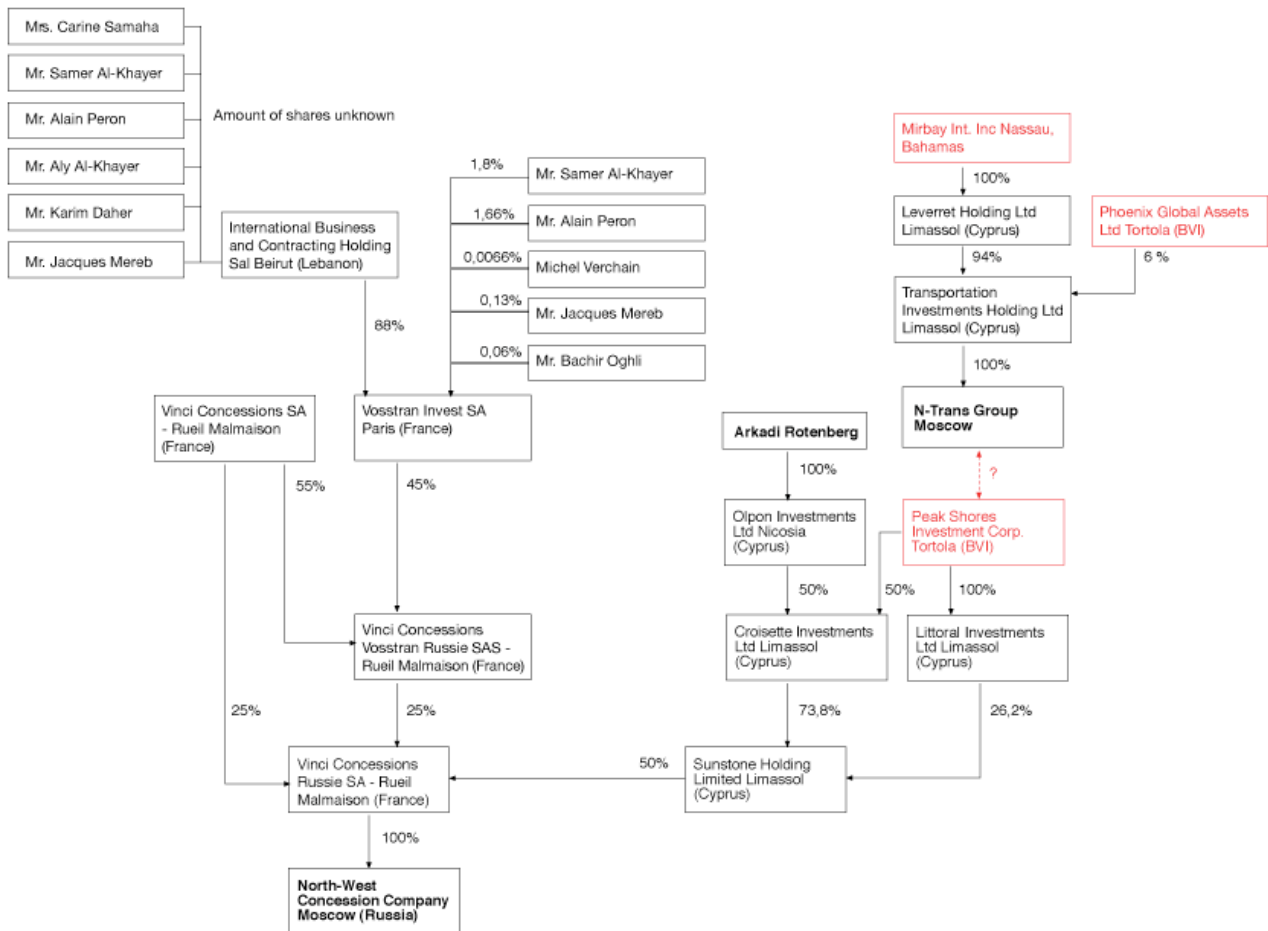 Mrs. Carine Samaha
Mr. Samer Al-Khayer
Mr. Alain Peron
Mr. Aly Al-Khayer
Mr. Karim Daher
Mr. Jacques Mereb
Amount of shares unknown
International Business
and Contracting Holding
Sal Beirut (Lebanon)
88%
1,8%
Mr. Samer Al-Khayer
1,66%
Mr. Alain Peron
0,0066%
Michel Verchain
0,13%
Mr. Jacques Mereb
0,06%
Mr. Bachir Oghli
Mirbay Int. Inc Nassau,
Bahamas
100%
Leverret Holding Ltd
Limassol (Cyprus)
Phoenix Global Assets
Ltd Tortola (BVI)
94%
6 %
Transportation
Investments Holding Ltd
Limassol (Cyprus)
100%
N-Trans Group
Moscow
?
Vinci Concessions SA
- Rueil Malmaison
(France)
Vosstran Invest SA
Paris (France)
55%
45%
Arkadi Rotenberg
100%
Olpon Investments
Ltd Nicosia
(Cyprus)
Peak Shores
Investment Corp.
Tortola (BVI)
50%
50%
100%
Vinci Concessions
Vosstran Russie SAS -
Rueil Malmaison (France)
Croisette Investments
Ltd Limassol
(Cyprus)
Littoral Investments
Ltd Limassol
(Cyprus)
25%
25%
73,8%
26,2%
Vinci Concessions
Russie SA - Rueil
Malmaison (France)
50%
Sunstone Holding
Limited Limassol
(Cyprus)
100%
North-West
Concession Company
Moscow (Russia)